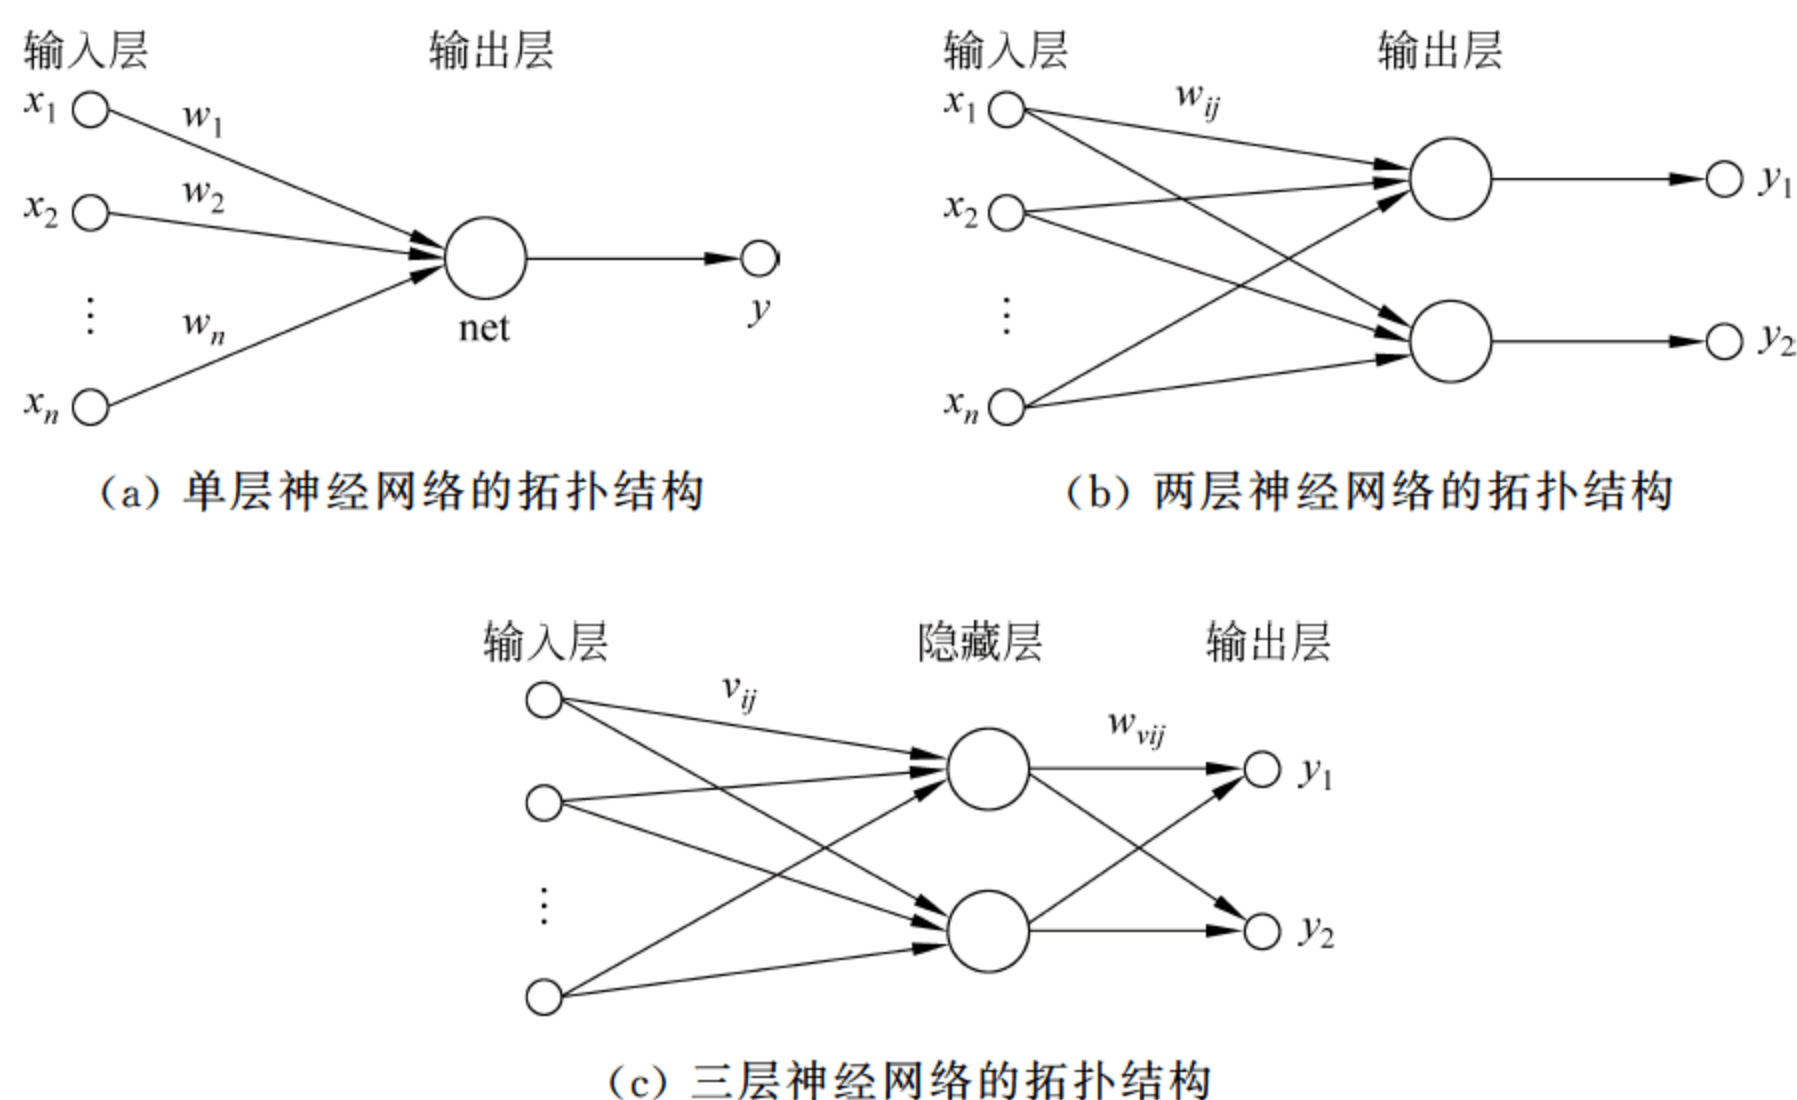 输入层 输出层
x1 w1
x2 w2
⋮ wn
xn
net
y
(a) 单层神经网络的拓扑结构
输入层 输出层
x1 wij
x2
⋮
xn
y1
y2
(b) 两层神经网络的拓扑结构
输入层 隐藏层 输出层
vij
wvij
⋮
y1
y2
(c) 三层神经网络的拓扑结构